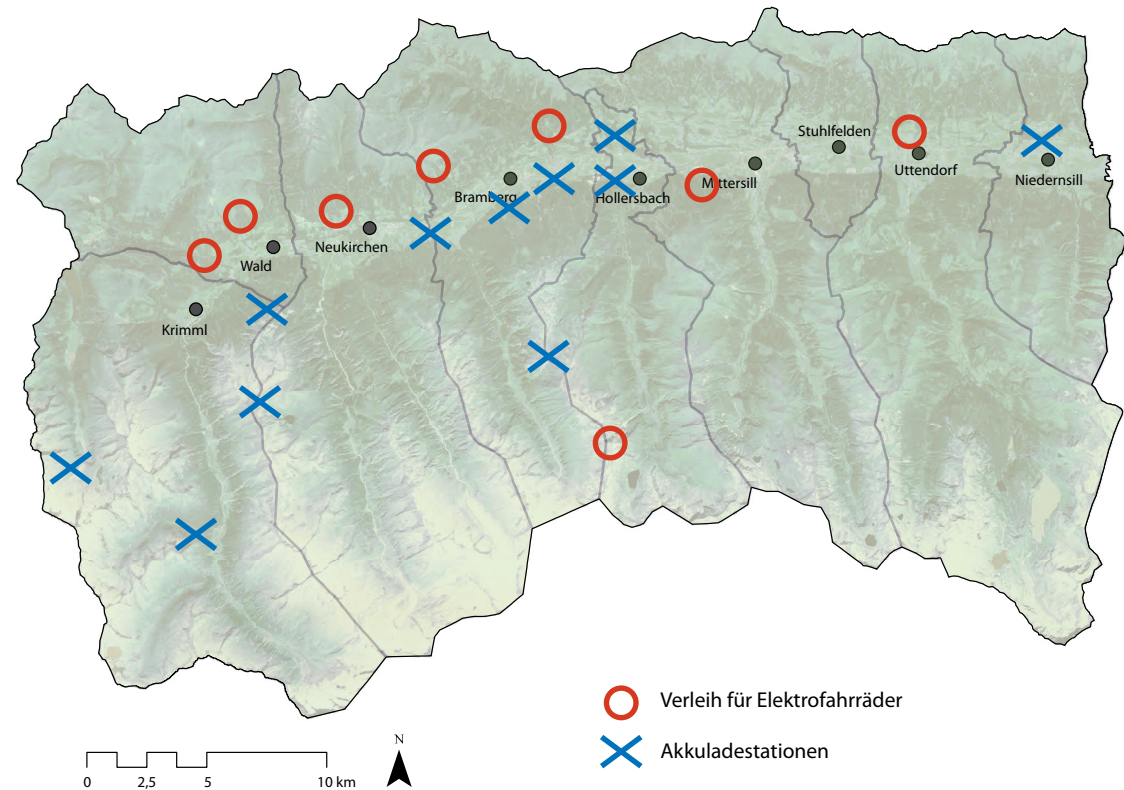 Stuhlfelden
Uttendorf
Niedernsill
Mittersill
Hollersbach
Bramberg
Neukirchen
Wald
Krimml
Verleih für Elektrofahrräder
Akkuladestationen
N
0 2,5 5 10 km